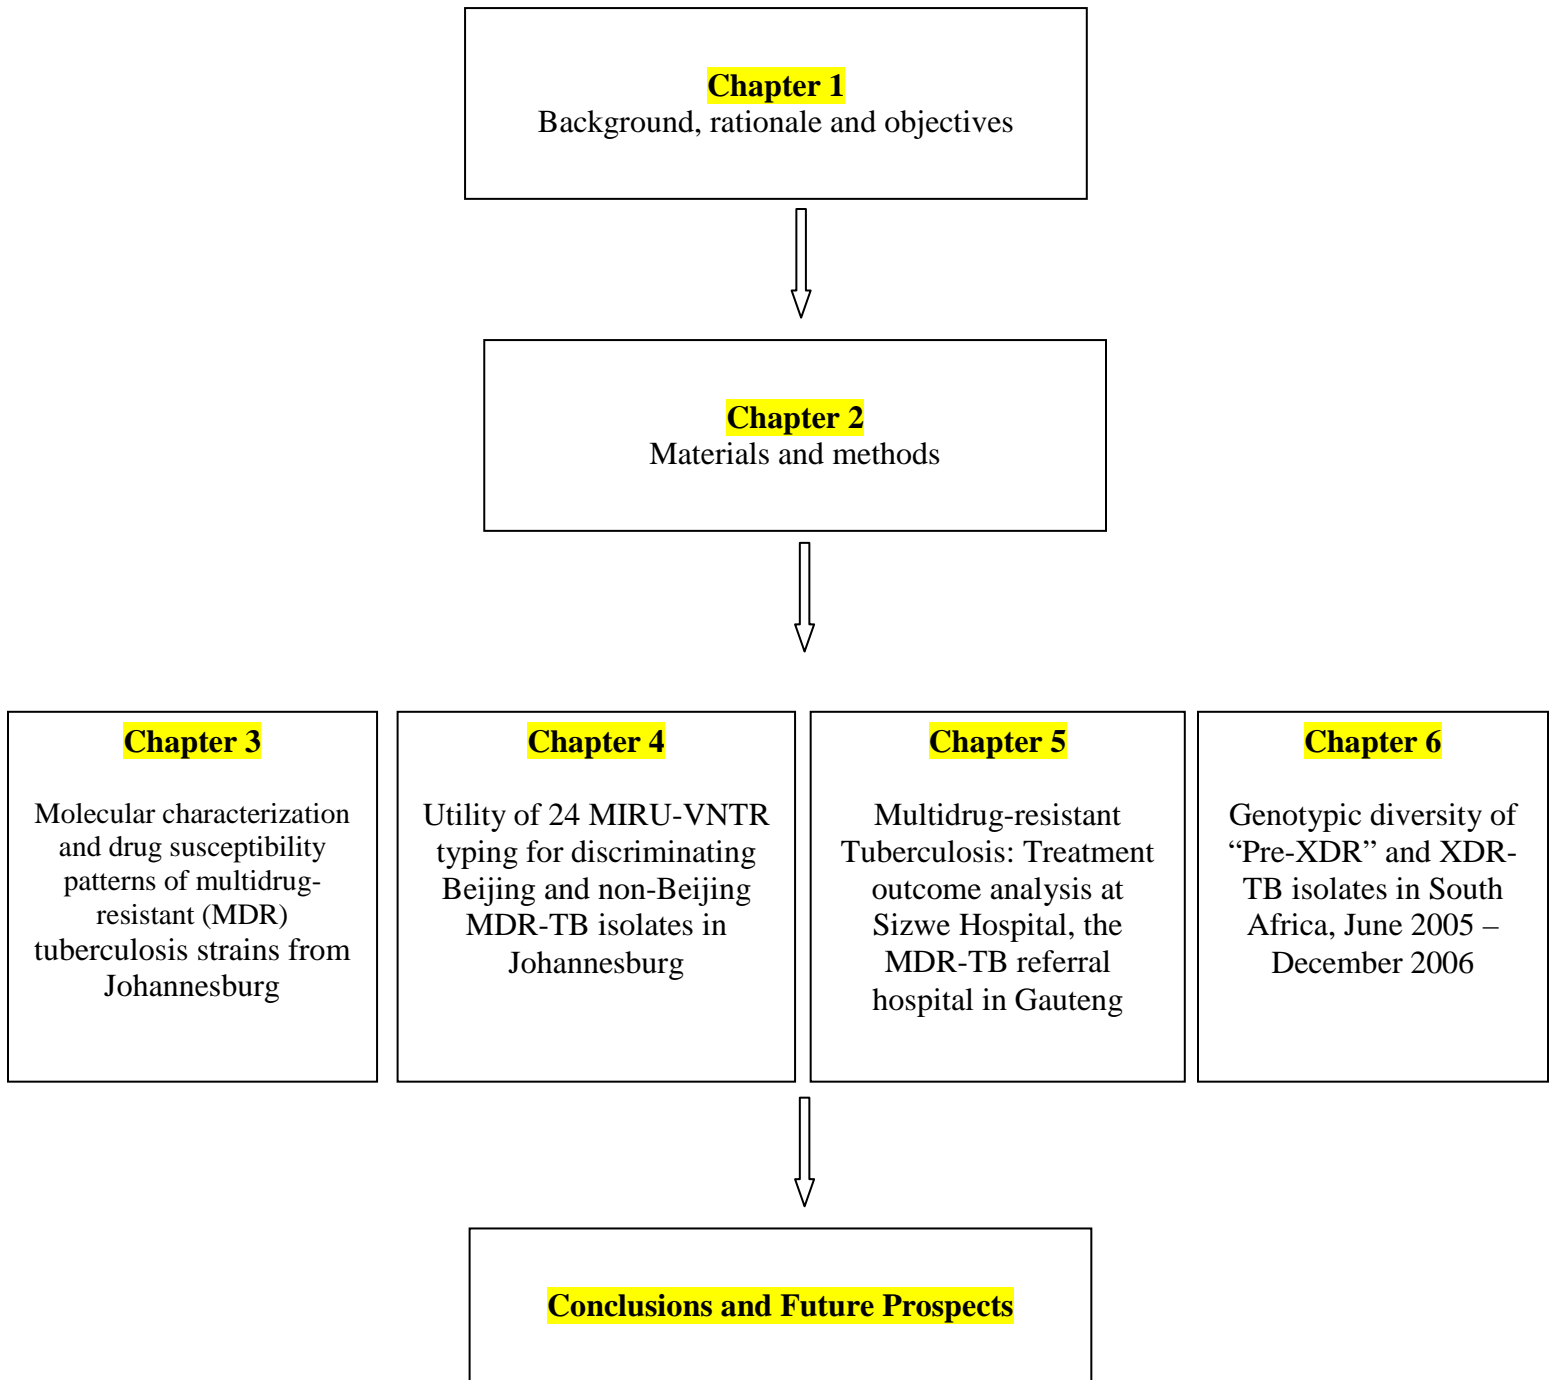 Chapter 1
Background, rationale and objectives
Chapter 2
Materials and methods
Chapter 3
Molecular characterization
and drug susceptibility
patterns of multidrug-
resistant (MDR)
tuberculosis strains from
Johannesburg
Chapter 4
Utility of 24 MIRU-VNTR
typing for discriminating
Beijing and non-Beijing
MDR-TB isolates in
Johannesburg
Chapter 5
Multidrug-resistant
Tuberculosis: Treatment
outcome analysis at
Sizwe Hospital, the
MDR-TB referral
hospital in Gauteng
Chapter 6
Genotypic diversity of
“Pre-XDR” and XDR-
TB isolates in South
Africa, June 2005 –
December 2006
Conclusions and Future Prospects